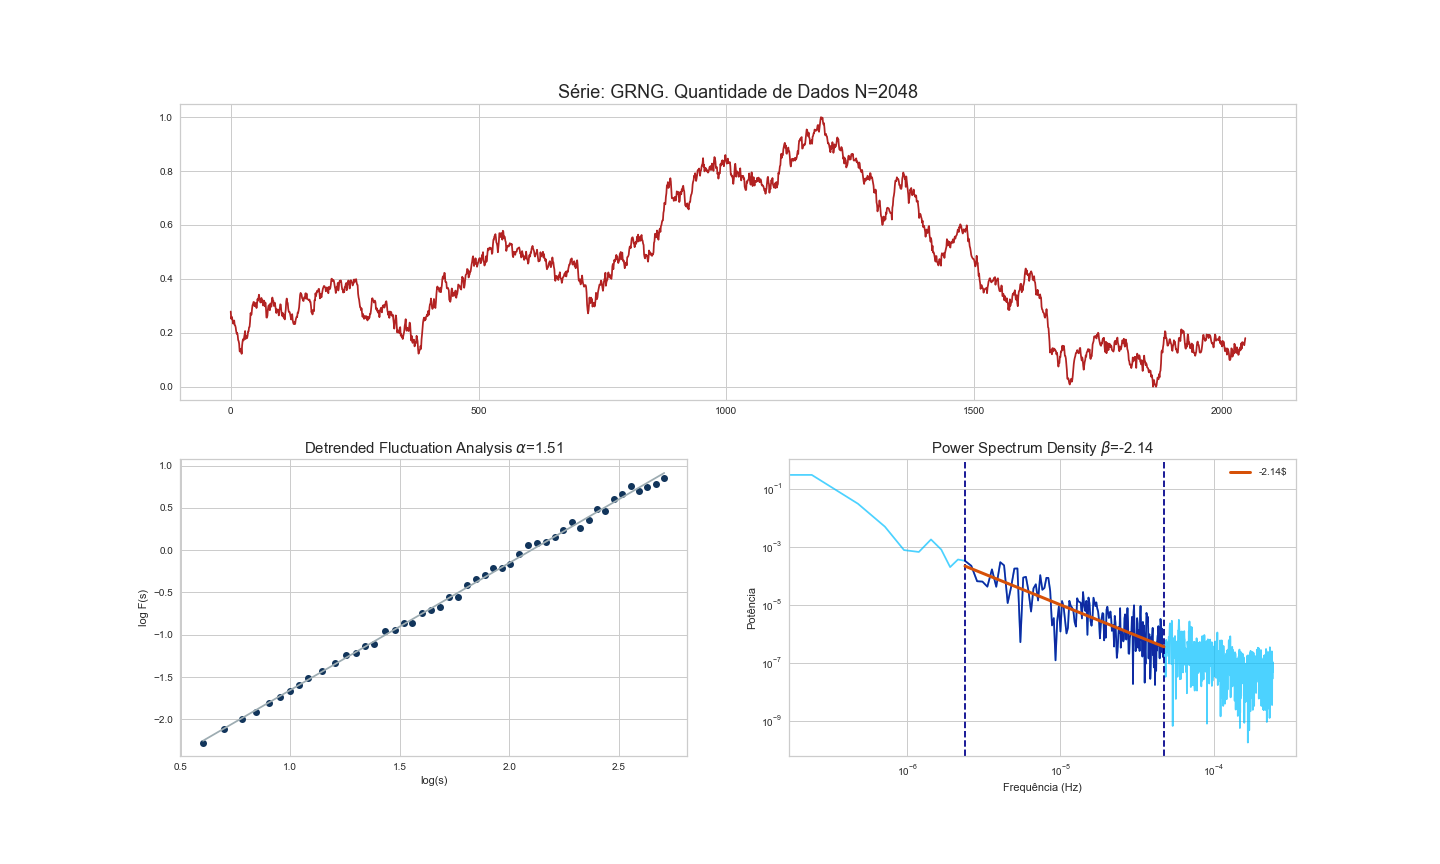 Série: GRNG. Quantidade de Dados N=2048
1.0
0.8
0.6
0.4
0.2
0.0
0 500 1000 1500 2000
Detrended Fluctuation Analysis α=1.51
1.0
0.5
0.0
−0.5
−1.0
−1.5
−2.0
log F(s)
0.5 1.0 1.5 2.0 2.5
log(s)
Power Spectrum Density β=-2.14
-2.14$
10⁻¹
10⁻³
10⁻⁵
10⁻⁷
10⁻⁹
Potência
10⁻⁶ 10⁻⁵ 10⁻⁴
Frequência (Hz)